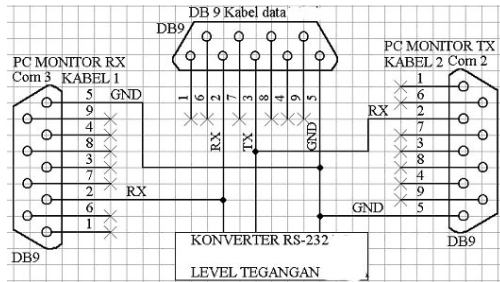 DB 9 Kabel data
DB9
PC MONITOR RX
Com 3 KABEL 1
5 GND
9
4
8
3
7
2 RX
6
1
DB9
1
6
2
7
3
8
4
9
5
RX
TX
GND
PC MONITOR TX
KABEL 2 Com 2
1
6
RX 2
7
3
8
4
9
GND 5
DB9
KONVERTER RS-232
LEVEL TEGANGAN